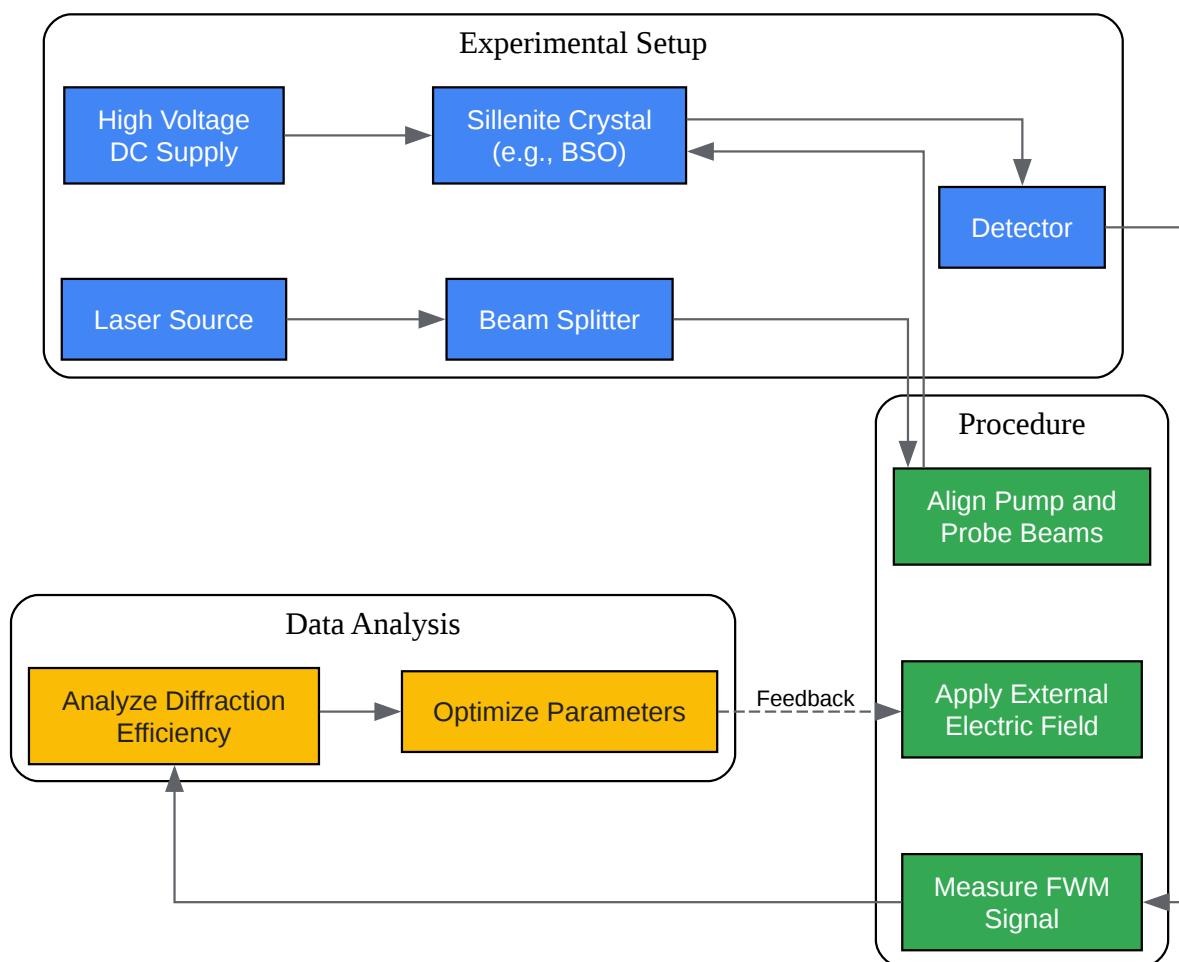 Experimental Setup
High Voltage
DC Supply
Sillenite Crystal
(e.g., BSO)
Detector
Laser Source
Beam Splitter
Procedure
Align Pump and
Probe Beams
Data Analysis
Analyze Diffraction
Efficiency
Optimize Parameters
Feedback
Apply External
Electric Field
Measure FWM
Signal